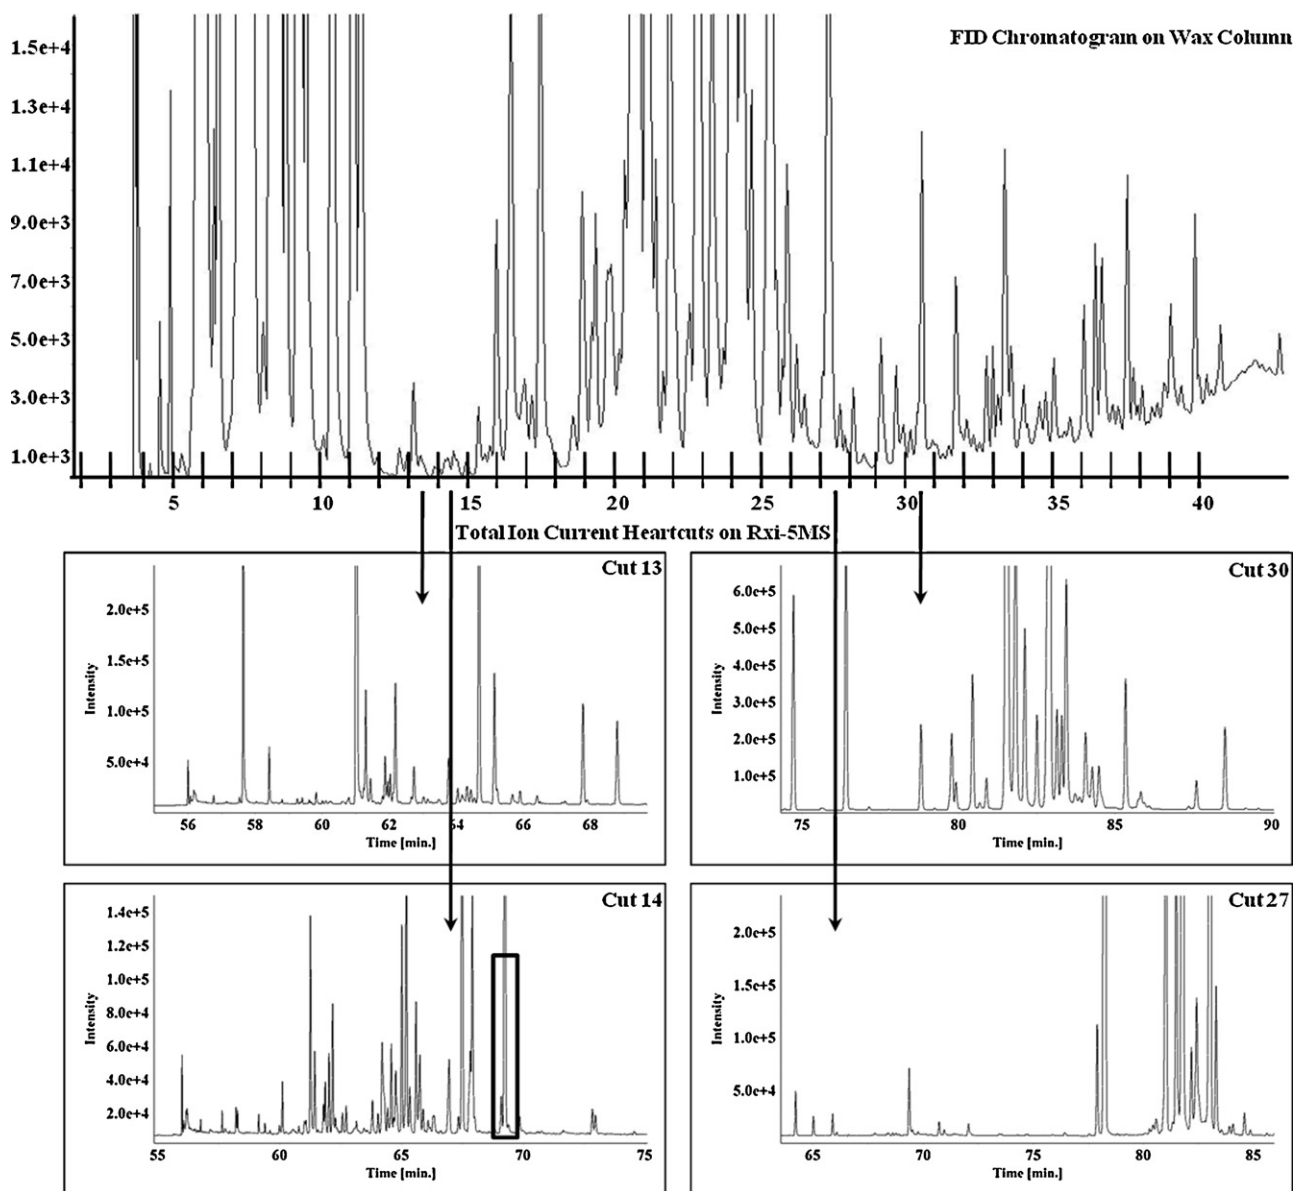 FID Chromatogram on Wax Column
1.5e+4
1.3e+4
1.1e+4
9.0e+3
7.0e+3
5.0e+3
3.0e+3
1.0e+3
5 10 15 20 25 30 35 40
Total Ion Current Heartcuts on Rxi-5MS
Cut 13
2.0e+5
1.5e+5
1.0e+5
5.0e+4
Intensity
56 58 60 62 64 66 68
Time [min.]
Cut 30
6.0e+5
5.0e+5
4.0e+5
3.0e+5
2.0e+5
1.0e+5
Intensity
75 80 85 90
Time [min.]
Cut 14
1.4e+5
1.2e+5
1.0e+5
8.0e+4
6.0e+4
4.0e+4
2.0e+4
Intensity
55 60 65 70 75
Time [min.]
Cut 27
2.0e+5
1.5e+5
1.0e+5
5.0e+4
Intensity
65 70 75 80 85
Time [min.]